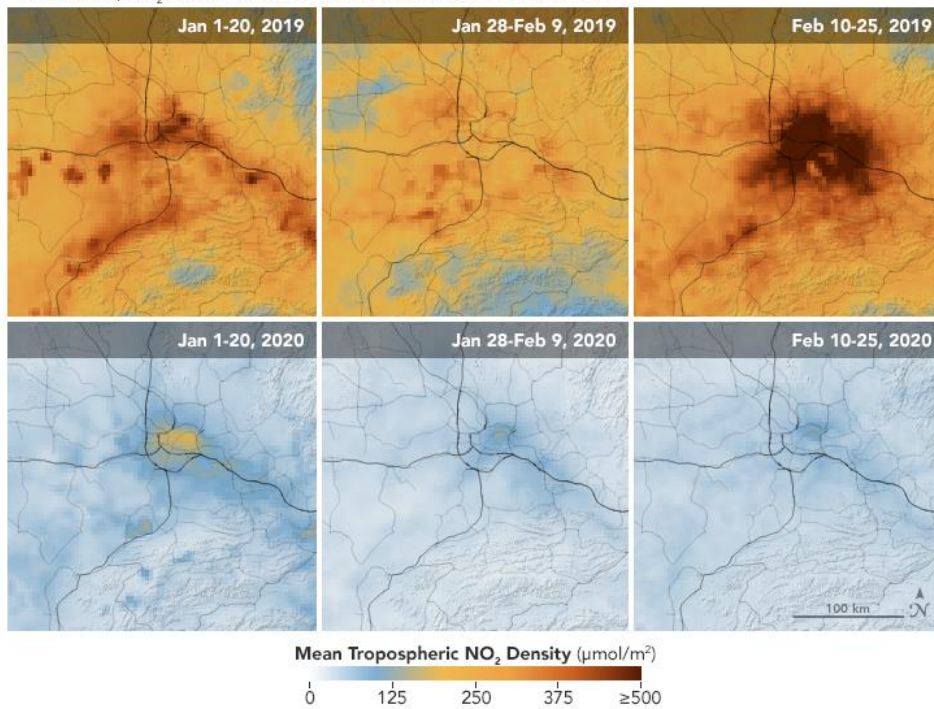 Jan 1-20, 2019
Jan 28-Feb 9, 2019
Feb 10-25, 2019
Jan 1-20, 2020
Jan 28-Feb 9, 2020
Feb 10-25, 2020
100 km
N
Mean Tropospheric NO₂ Density (μmol/m²)
0 125 250 375 ≥500